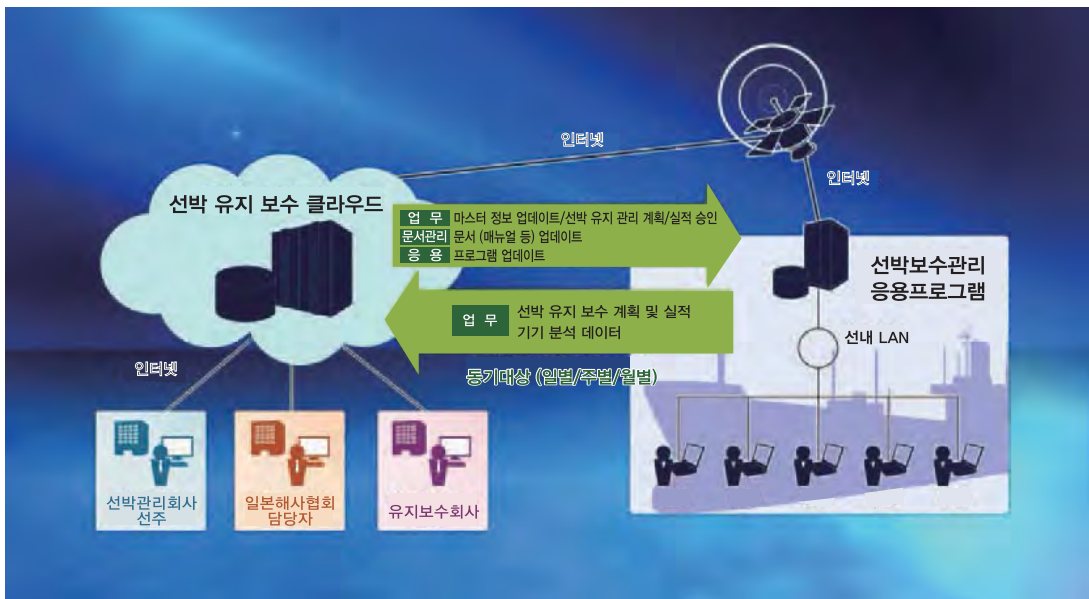 인터넷
인터넷
선박 유지 보수 클라우드
업 무 마스터 정보 업데이트/선박 유지 관리 계획/실적 승인
문서관리 문서 (매뉴얼 등) 업데이트
응 용 프로그램 업데이트
선박보수관리
응용프로그램
업 무
선박 유지 보수 계획 및 실적
기기 분석 데이터
선내 LAN
인터넷
동기대상 (일별/주별/월별)
선박관리회사
선주
일본해사협회
담당자
유지보수회사